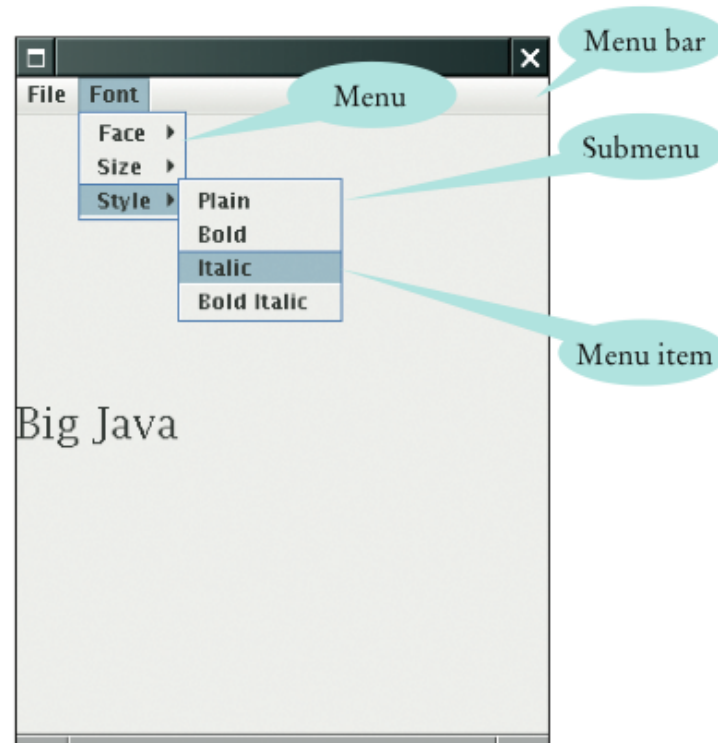 Menu bar
File Font
Menu
Face
Size
Style
Submenu
Plain
Bold
Italic
Bold Italic
Menu item
Big Java